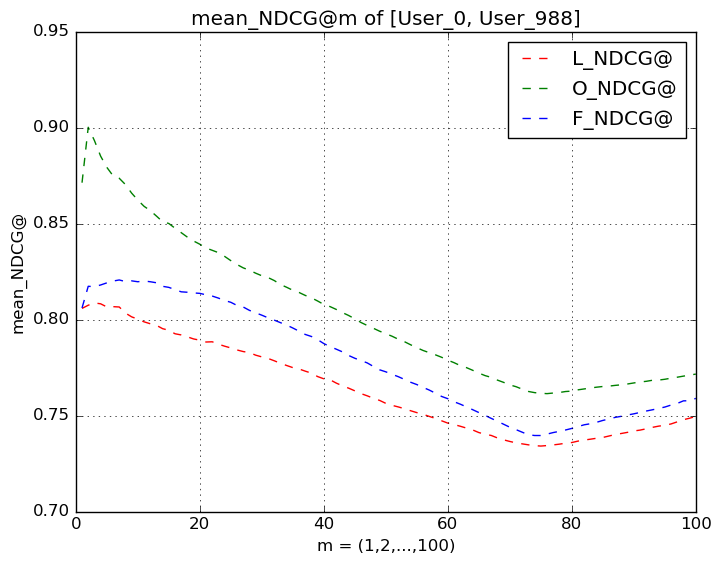 mean_NDCG@m of [User_0, User_988]
0.95
0.90
0.85
0.80
0.75
0.70
mean_NDCG@
L_NDCG@
O_NDCG@
F_NDCG@
0
20
40
60
80
100
m = (1,2,...,100)